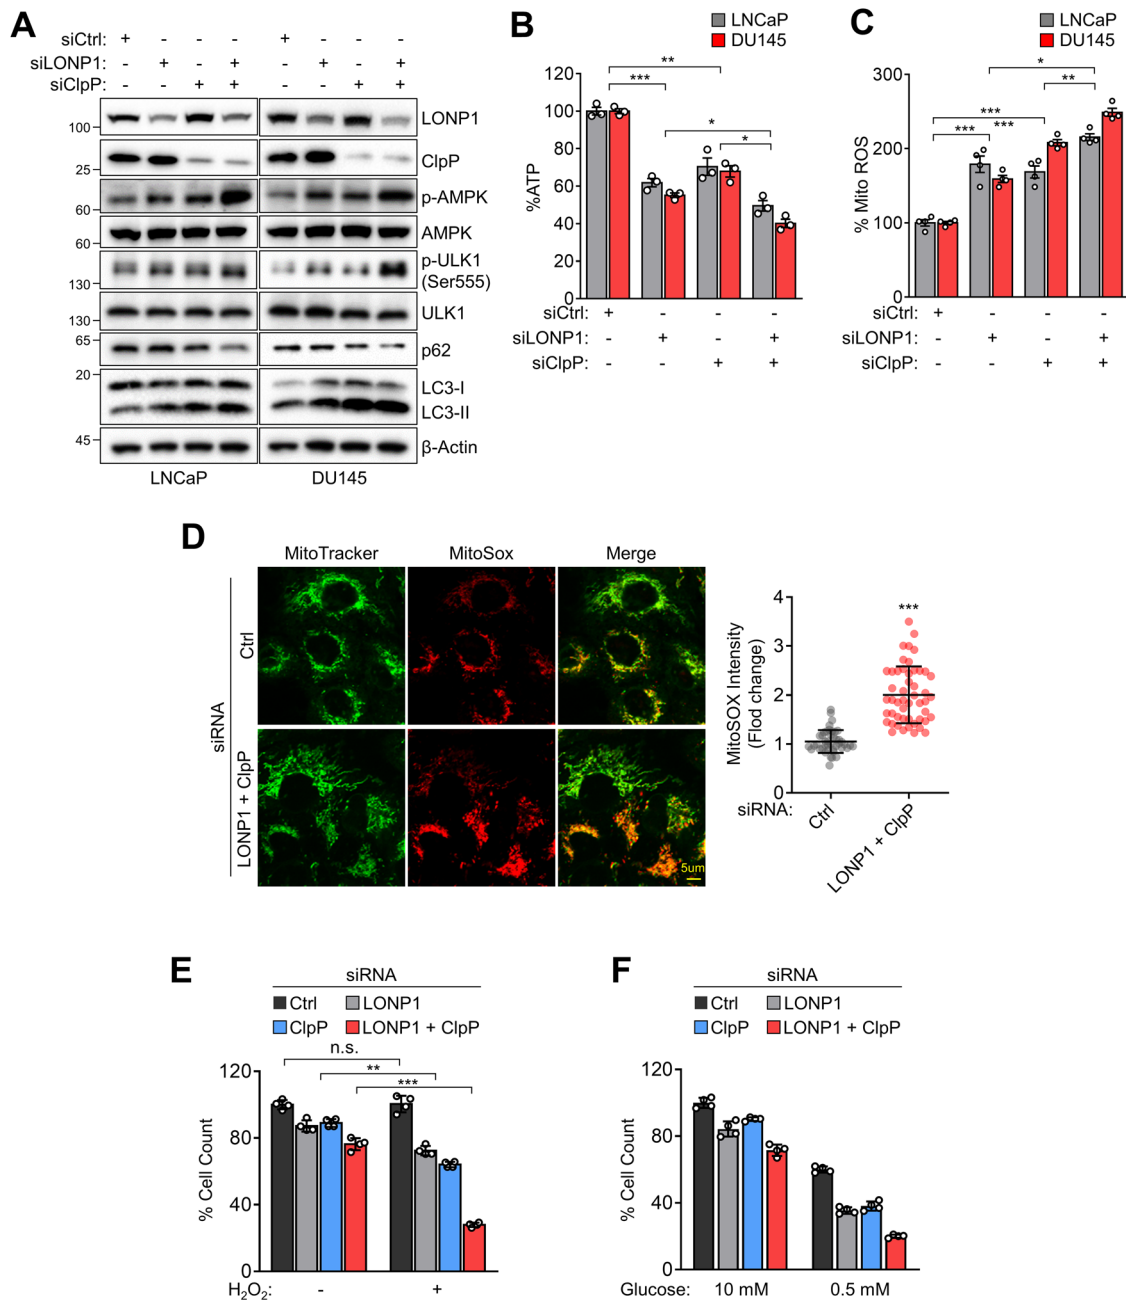 A
siCtrl: + - - - + - - -
siLONP1: - + - + - + - +
siClpP: - - + + - - + +
LONP1
100
ClpP
25
p-AMPK
60
AMPK
60
p-ULK1
(Ser555)
130
ULK1
130
65
p62
20
LC3-I
LC3-II
45
β-Actin
LNCaP DU145
B
LNCaP
DU145
**
***
*
*
%ATP
120
100
80
60
40
20
0
siCtrl: + - - -
siLONP1: - + - +
siClpP: - - + +
C
LNCaP
DU145
*
**
***
*** ***
% Mito ROS
300
200
100
0
siCtrl: + - - -
siLONP1: - + - +
siClpP: - - + +
D
MitoTracker MitoSox Merge
siRNA
Ctrl
LONP1 + ClpP
5um
MitoSOX Intensity
(Flod change)
4
3
2
1
0
***
siRNA:
Ctrl
LONP1 + ClpP
E
siRNA
Ctrl LONP1
ClpP LONP1 + ClpP
n.s.
**
***
% Cell Count
120
80
40
0
H₂O₂: - +
F
siRNA
Ctrl LONP1
ClpP LONP1 + ClpP
% Cell Count
120
80
40
0
Glucose: 10 mM 0.5 mM